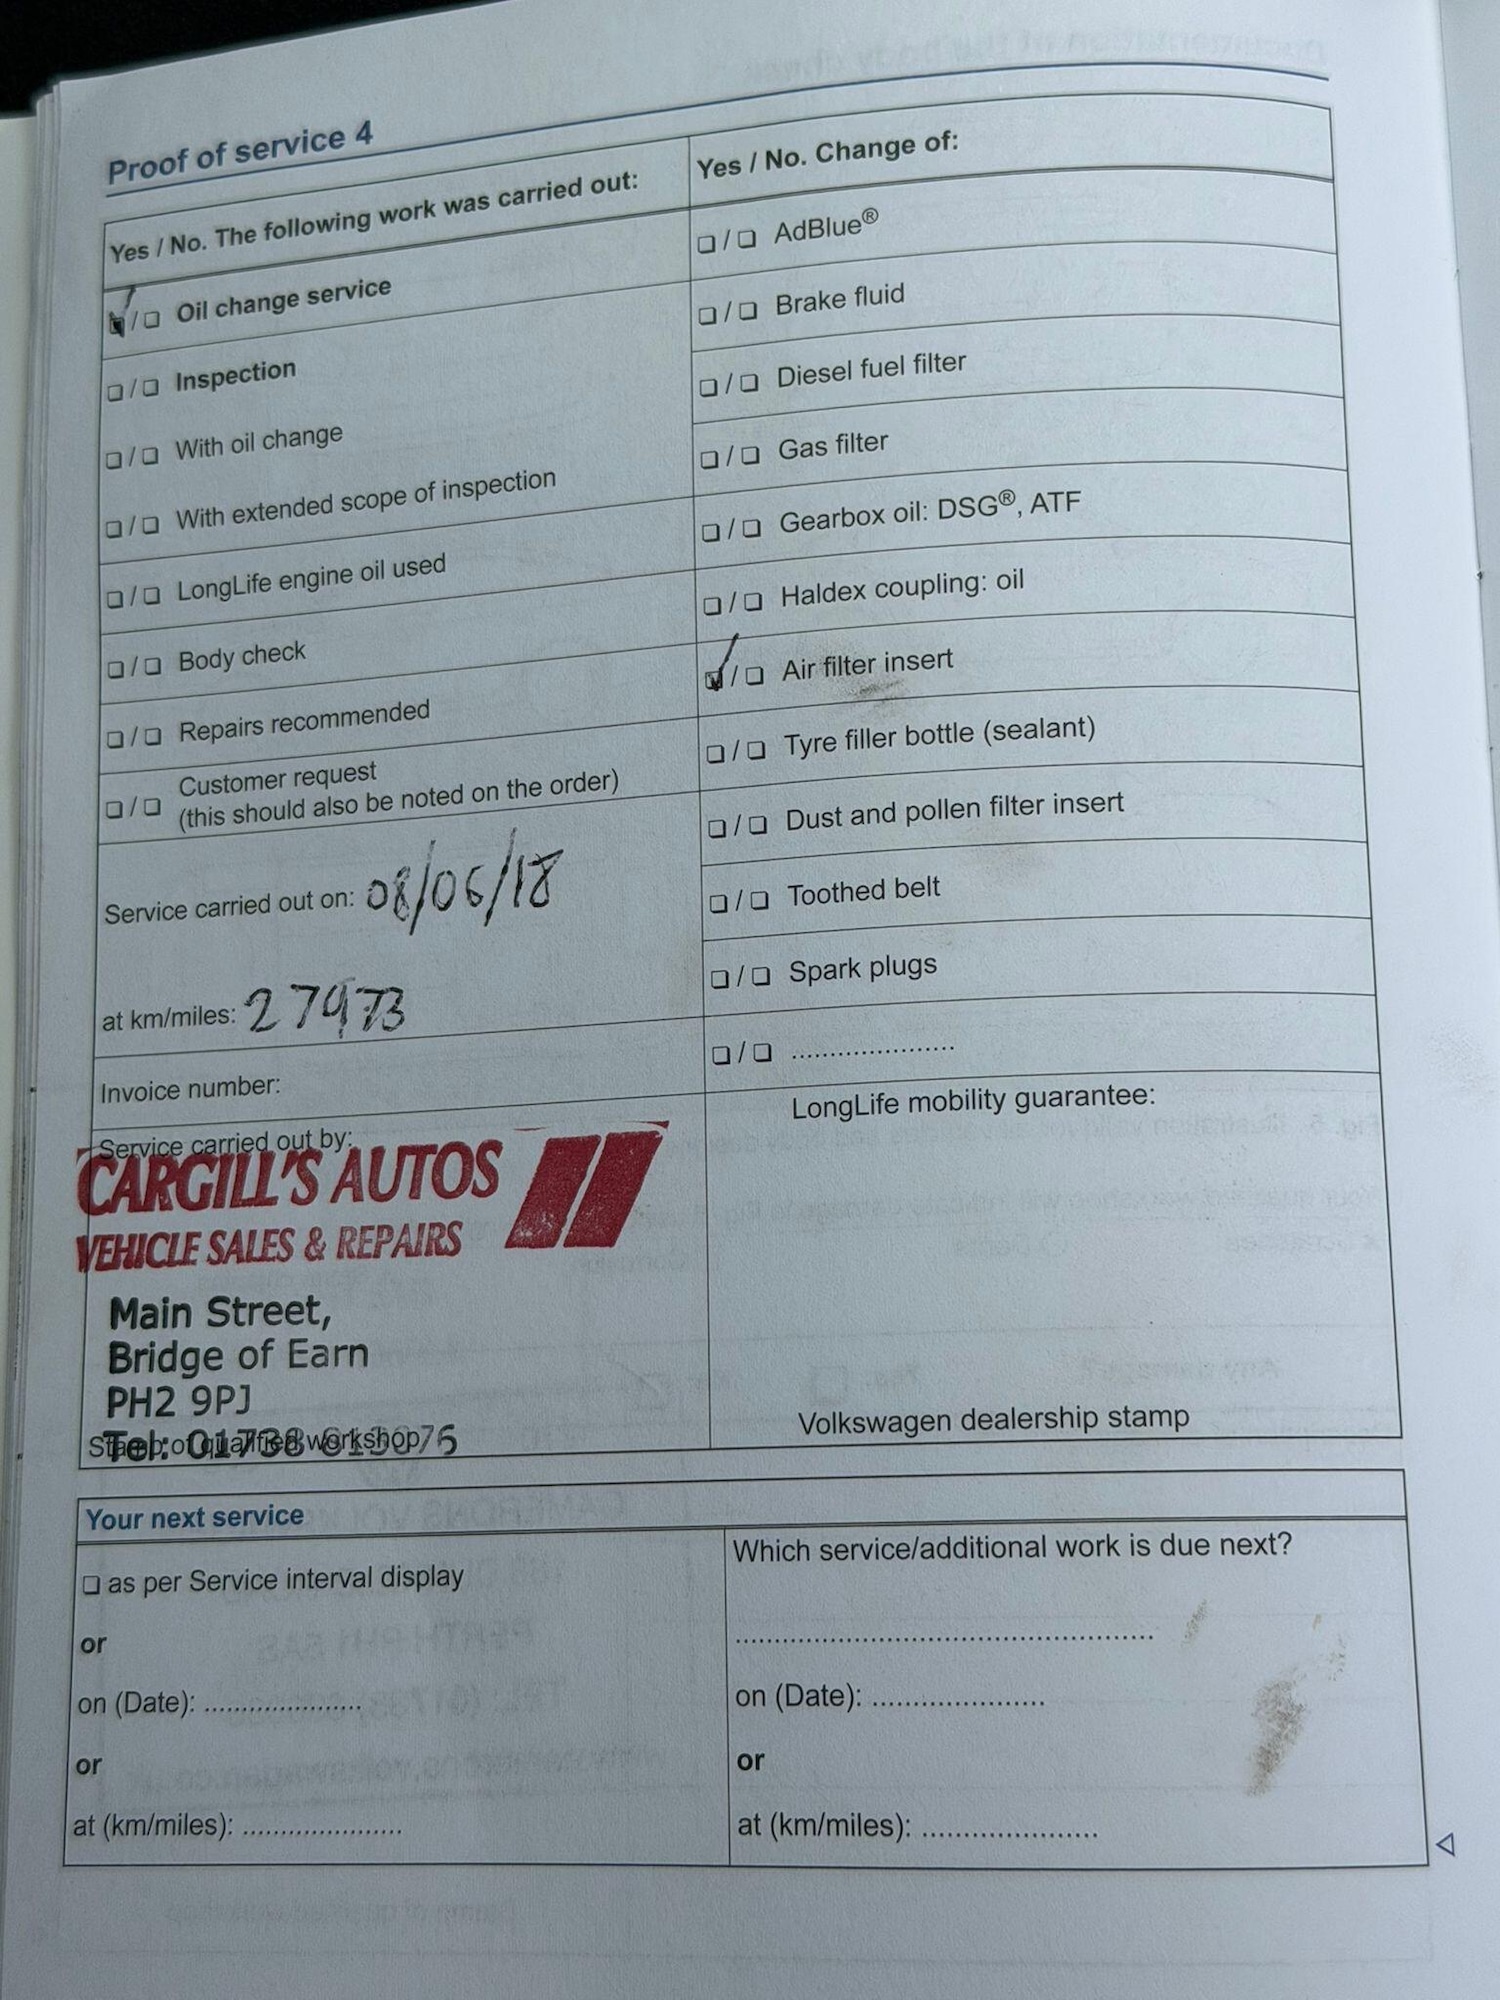 Proof of service 4
Yes / No. The following work was carried out:
☑/❑ Oil change service
❑/❑ Inspection
❑/❑ With oil change
❑/❑ With extended scope of inspection
❑/❑ LongLife engine oil used
❑/❑ Body check
❑/❑ Repairs recommended
❑/❑ Customer request
(this should also be noted on the order)
Service carried out on: 08/06/18
at km/miles: 27973
Invoice number:
Service carried out by:
CARGILL'S AUTOS
VEHICLE SALES & REPAIRS
Main Street,
Bridge of Earn
PH2 9PJ
Tel: 01738
Stamp of qualified workshop
Yes / No. Change of:
❑/❑ AdBlue®
❑/❑ Brake fluid
❑/❑ Diesel fuel filter
❑/❑ Gas filter
❑/❑ Gearbox oil: DSG®, ATF
❑/❑ Haldex coupling: oil
☑/❑ Air filter insert
❑/❑ Tyre filler bottle (sealant)
❑/❑ Dust and pollen filter insert
❑/❑ Toothed belt
❑/❑ Spark plugs
❑/❑ .....................
LongLife mobility guarantee:
Volkswagen dealership stamp
Your next service
❑ as per Service interval display
or
on (Date): .....................
or
at (km/miles): .....................
Which service/additional work is due next?
.......................................................
on (Date): .......................
or
at (km/miles): .......................